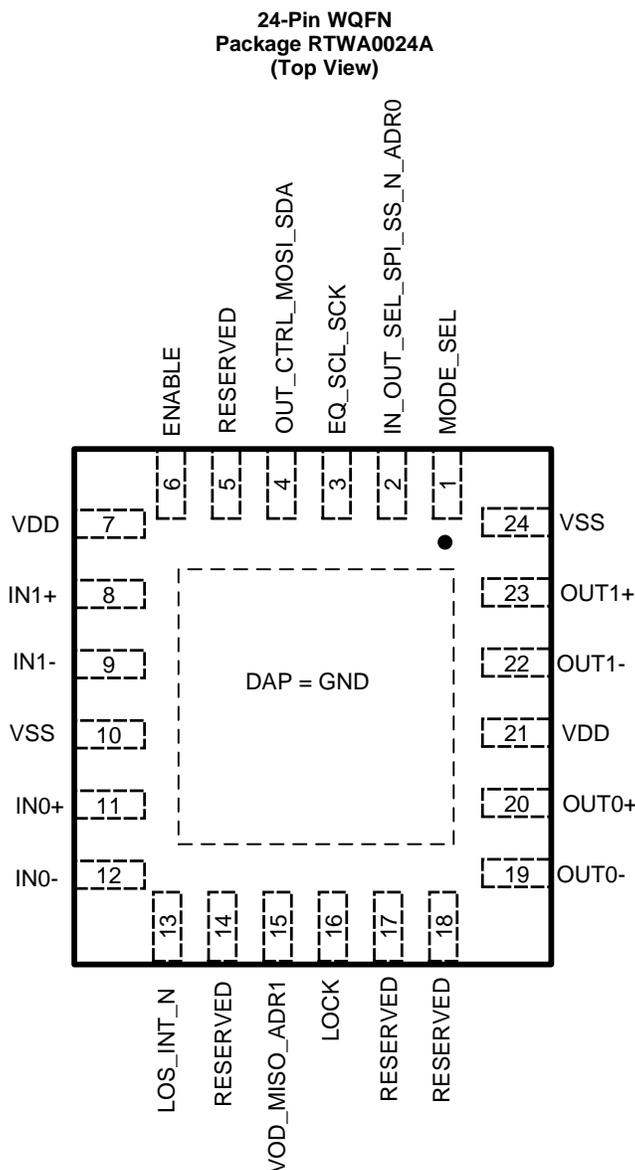 24-Pin WQFN
Package RTWA0024A
(Top View)
ENABLE
RESERVED
OUT_CTRL_MOSI_SDA
EQ_SCL_SCK
IN_OUT_SEL_SPI_SS_N_ADR0
MODE_SEL
6
5
4
3
2
1
VDD
7
24
VSS
IN1+
8
23
OUT1+
IN1-
9
22
OUT1-
DAP = GND
VSS
10
21
VDD
IN0+
11
20
OUT0+
IN0-
12
19
OUT0-
13
14
15
16
17
18
LOS_INT_N
RESERVED
VOD_MISO_ADR1
LOCK
RESERVED
RESERVED